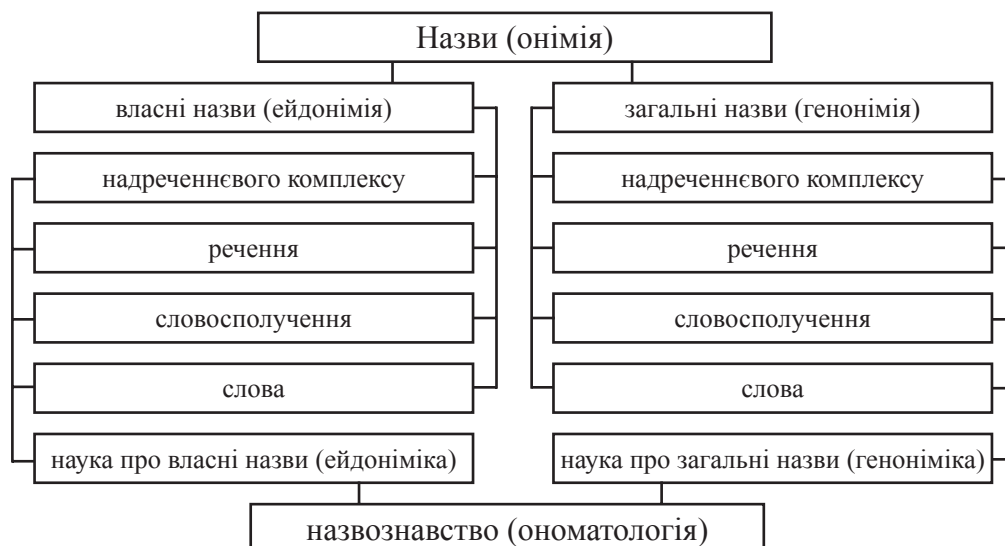 Назви (онімія)
власні назви (ейдонімія)
загальні назви (генонімія)
надреченнєвого комплексу
надреченнєвого комплексу
речення
речення
словосполучення
словосполучення
слова
слова
наука про власні назви (ейдоніміка)
наука про загальні назви (геноніміка)
назвознавство (ономатологія)